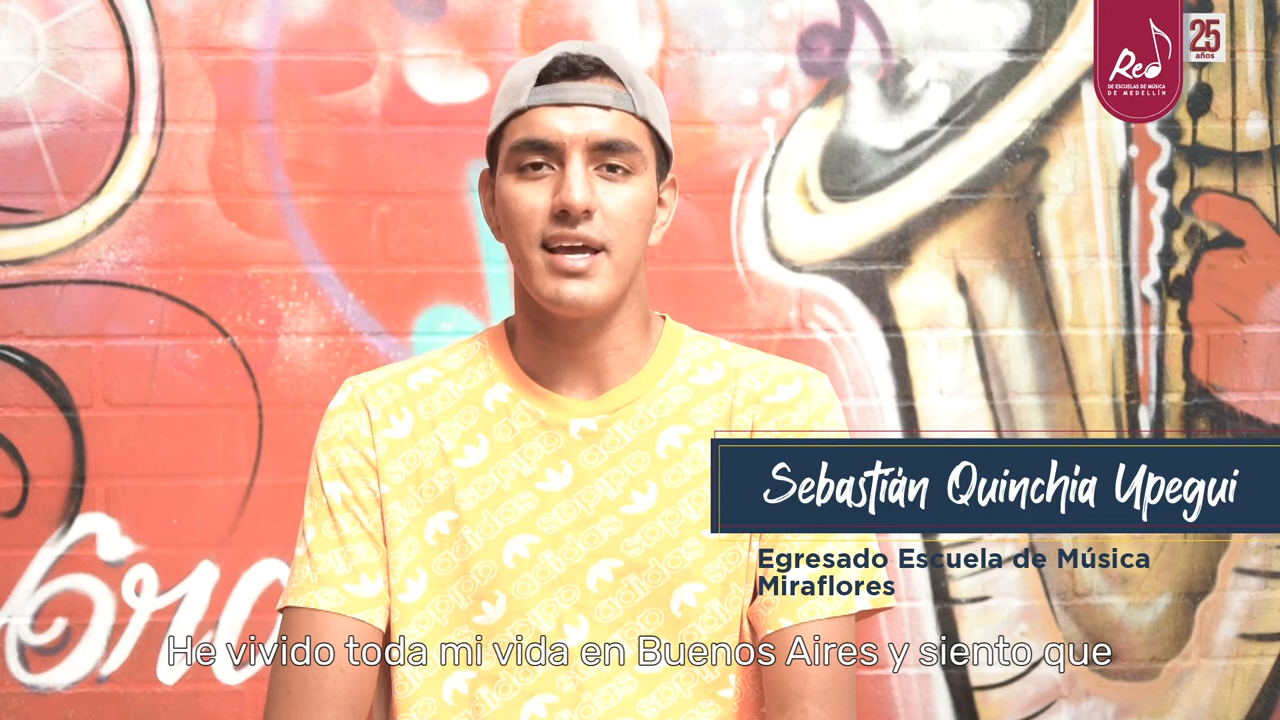 Red
DE ESCUELAS DE MÚSICA
DE MEDELLÍN
25
años
adidas
Sebastián Quinchia Upegui
Egresado Escuela de Música
Miraflores
He vivido toda mi vida en Buenos Aires y siento que